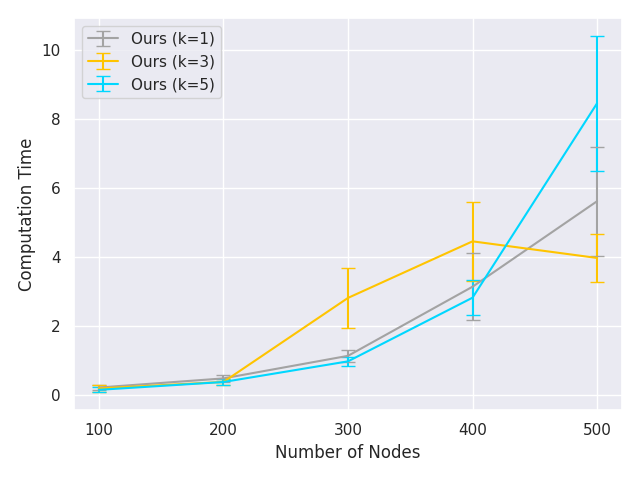 Ours (k=1)
Ours (k=3)
Ours (k=5)
Computation Time
10
8
6
4
2
0
100 200 300 400 500
Number of Nodes